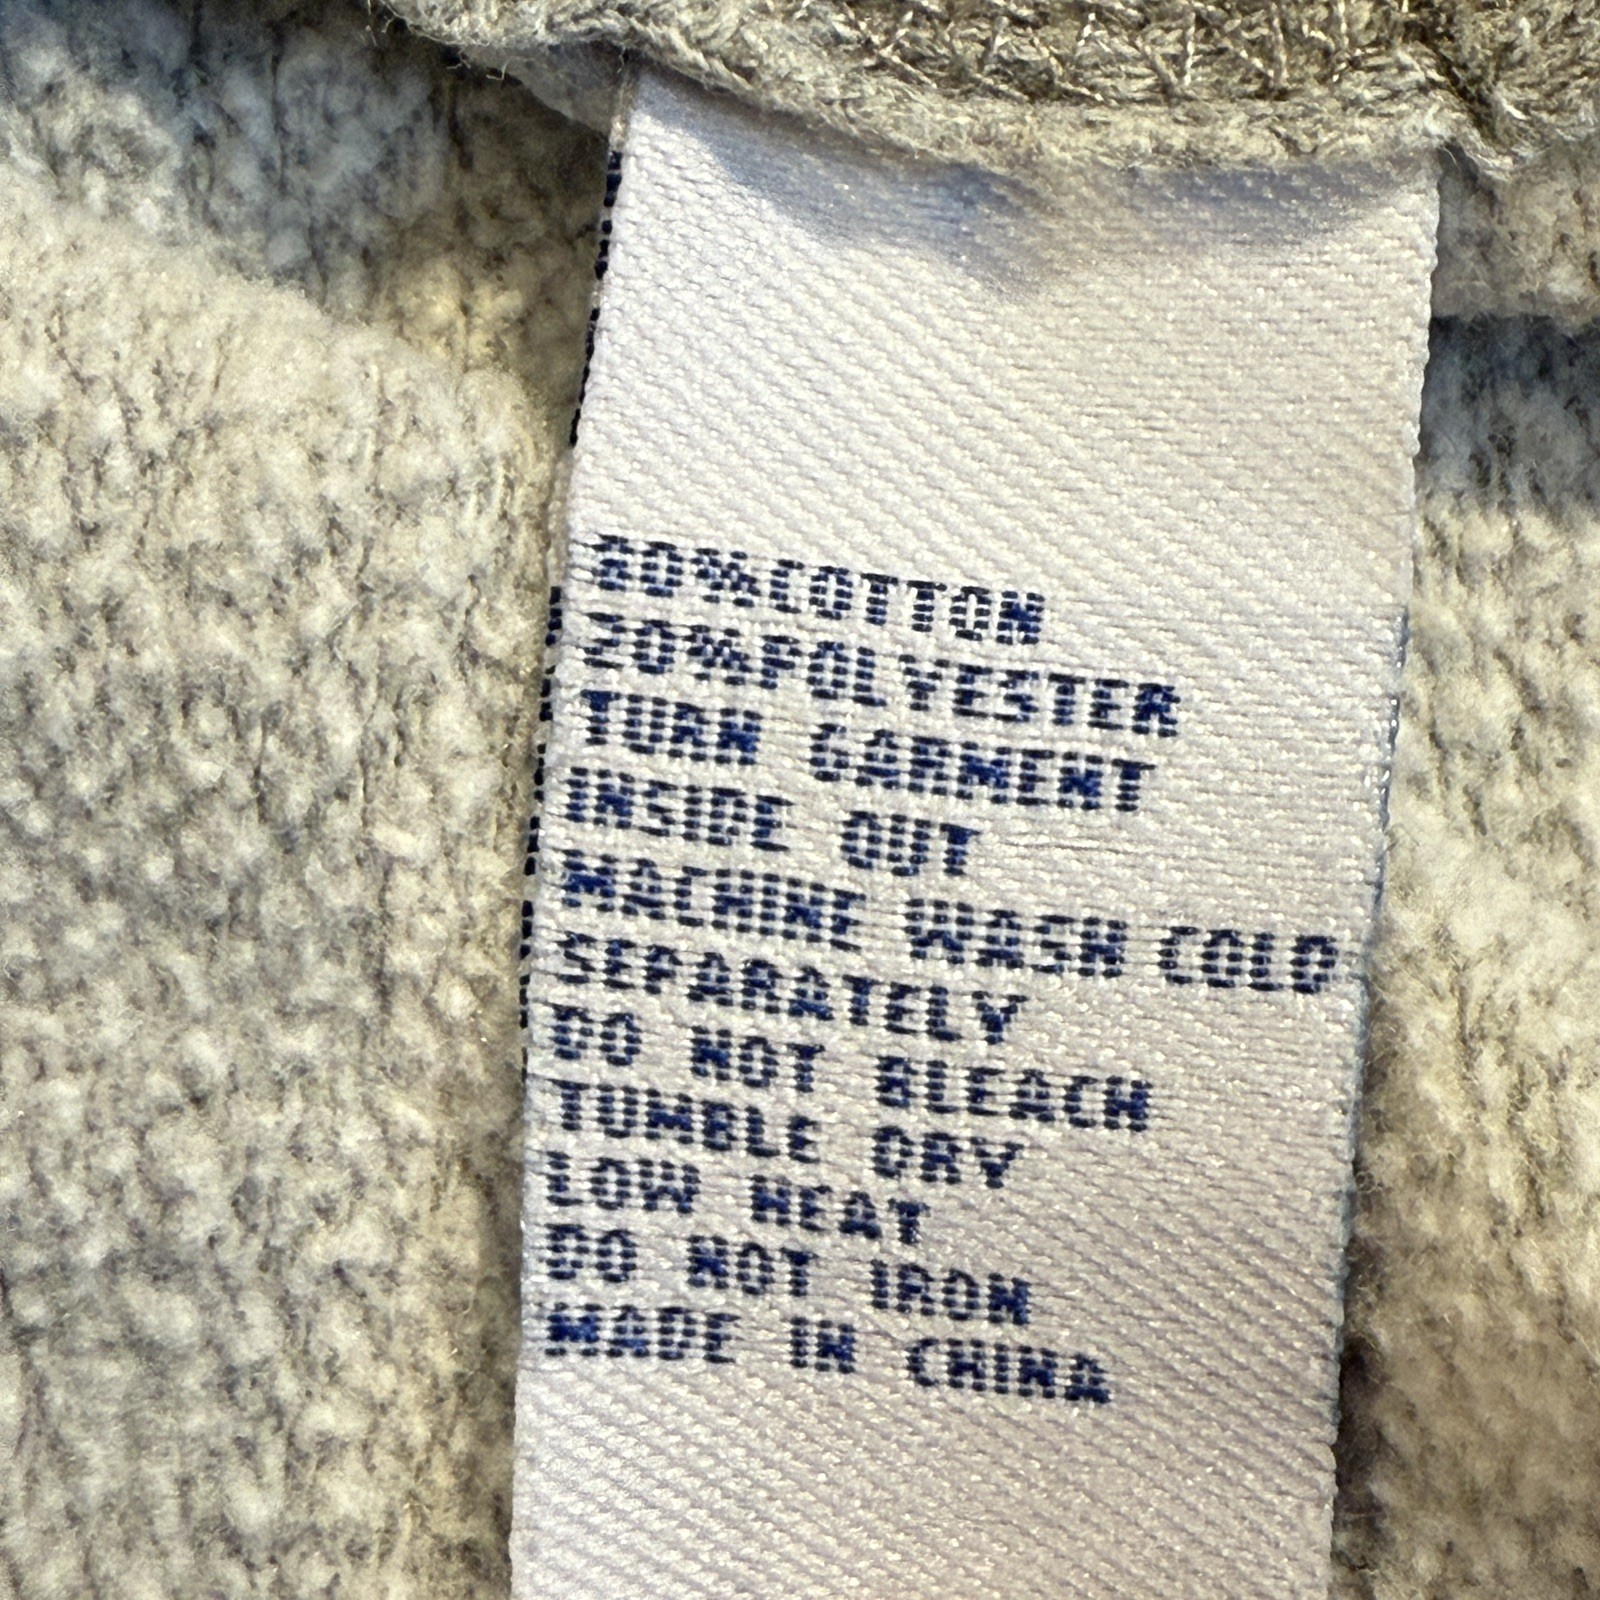 80%COTTON
20%POLYESTER
TURN GARMENT
INSIDE OUT
MACHINE WASH COLD
SEPARATELY
DO NOT BLEACH
TUMBLE DRY
LOW HEAT
DO NOT IRON
MADE IN CHINA